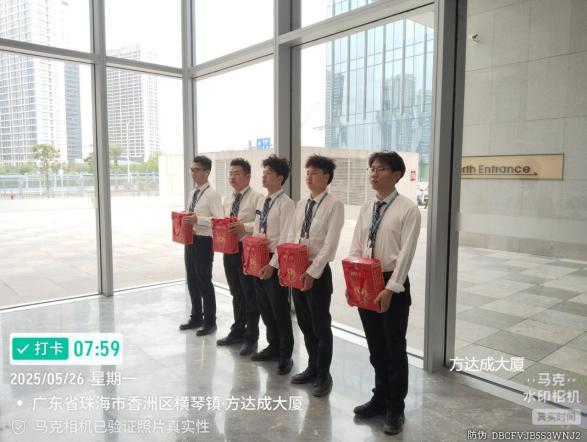 rth Entrance
打卡 07:59
2025/05/26 星期一
广东省珠海市香洲区横琴镇·方达成大厦
马克相机已验证照片真实性
方达成大厦
马克
水印相机
真实时间
防伪 DBCFVJB5S3WNJ2